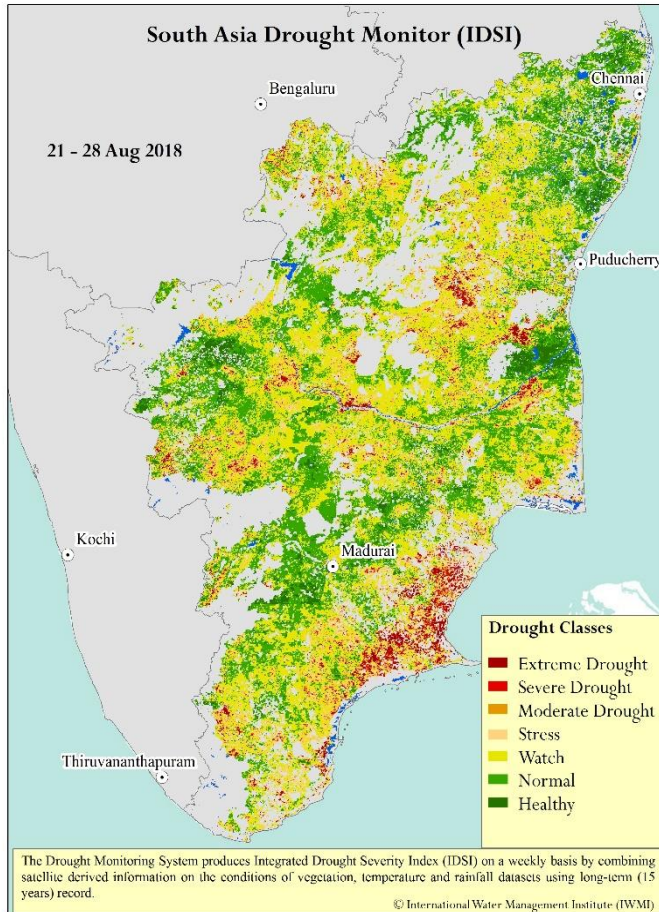 South Asia Drought Monitor (IDSI)
Bengaluru
Chennai
21 - 28 Aug 2018
Puducherry
Kochi
Madurai
Thiruvananthapuram
Drought Classes
Extreme Drought
Severe Drought
Moderate Drought
Stress
Watch
Normal
Healthy
The Drought Monitoring System produces Integrated Drought Severity Index (IDSI) on a weekly basis by combining
satellite derived information on the conditions of vegetation, temperature and rainfall datasets using long-term (15
years) record.
© International Water Management Institute (IWMI)